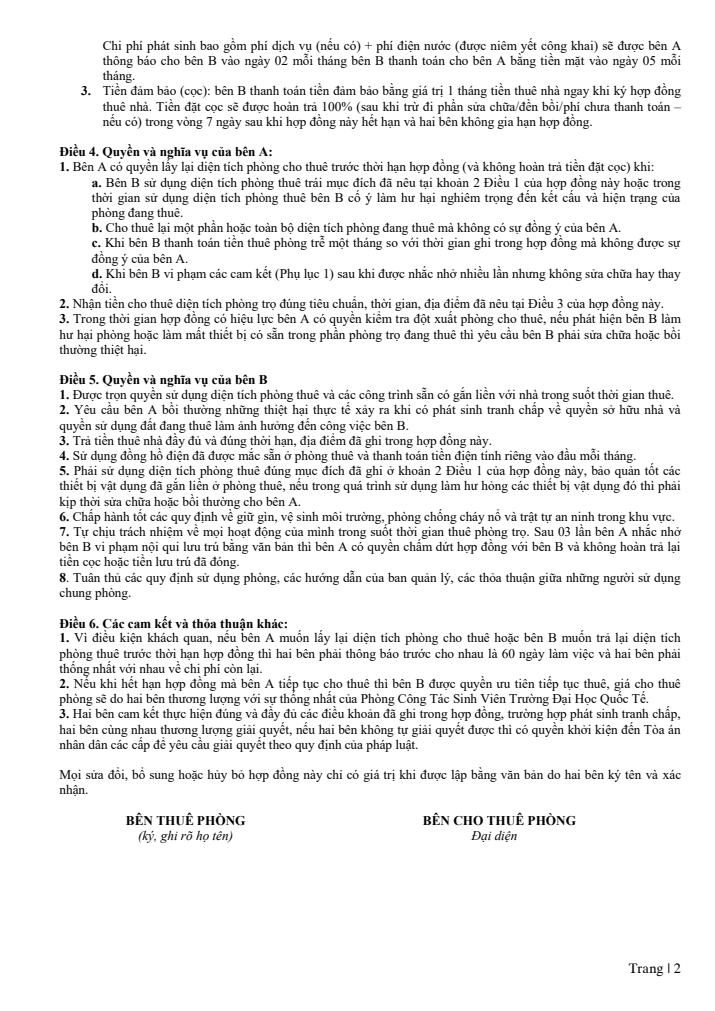 Chi phí phát sinh bao gồm phí dịch vụ (nếu có) + phí điện nước (được niêm yết công khai) sẽ được bên A
thông báo cho bên B vào ngày 02 mỗi tháng bên B thanh toán cho bên A bằng tiền mặt vào ngày 05 mỗi
tháng.
3. Tiền đảm bảo (cọc): bên B thanh toán tiền đảm bảo bằng giá trị 1 tháng tiền thuê nhà ngay khi ký hợp đồng
thuê nhà. Tiền đặt cọc sẽ được hoàn trả 100% (sau khi trừ đi phần sửa chữa/đền bồi/phí chưa thanh toán –
nếu có) trong vòng 7 ngày sau khi hợp đồng này hết hạn và hai bên không gia hạn hợp đồng.
Điều 4. Quyền và nghĩa vụ của bên A:
1. Bên A có quyền lấy lại diện tích phòng cho thuê trước thời hạn hợp đồng (và không hoàn trả tiền đặt cọc) khi:
a. Bên B sử dụng diện tích phòng thuê trái mục đích đã nêu tại khoản 2 Điều 1 của hợp đồng này hoặc trong
thời gian sử dụng diện tích phòng thuê bên B cố ý làm hư hại nghiêm trọng đến kết cấu và hiện trạng của
phòng đang thuê.
b. Cho thuê lại một phần hoặc toàn bộ diện tích phòng đang thuê mà không có sự đồng ý của bên A.
c. Khi bên B thanh toán tiền thuê phòng trễ một tháng so với thời gian ghi trong hợp đồng mà không được sự
đồng ý của bên A.
d. Khi bên B vi phạm các cam kết (Phụ lục 1) sau khi được nhắc nhở nhiều lần nhưng không sửa chữa hay thay
đổi.
2. Nhận tiền cho thuê diện tích phòng trọ đúng tiêu chuẩn, thời gian, địa điểm đã nêu tại Điều 3 của hợp đồng này.
3. Trong thời gian hợp đồng có hiệu lực bên A có quyền kiểm tra đột xuất phòng cho thuê, nếu phát hiện bên B làm
hư hại phòng hoặc làm mất thiết bị có sẵn trong phần phòng trọ đang thuê thì yêu cầu bên B phải sửa chữa hoặc bồi
thường thiệt hại.
Điều 5. Quyền và nghĩa vụ của bên B
1. Được trọn quyền sử dụng diện tích phòng thuê và các công trình sẵn có gắn liền với nhà trong suốt thời gian thuê.
2. Yêu cầu bên A bồi thường những thiệt hại thực tế xảy ra khi có phát sinh tranh chấp về quyền sở hữu nhà và
quyền sử dụng đất đang thuê làm ảnh hưởng đến công việc bên B.
3. Trả tiền thuê nhà đầy đủ và đúng thời hạn, địa điểm đã ghi trong hợp đồng này.
4. Sử dụng đồng hồ điện đã được mắc sẵn ở phòng thuê và thanh toán tiền điện tính riêng vào đầu mỗi tháng.
5. Phải sử dụng diện tích phòng thuê đúng mục đích đã ghi ở khoản 2 Điều 1 của hợp đồng này, bảo quản tốt các
thiết bị vật dụng đã gắn liền ở phòng thuê, nếu trong quá trình sử dụng làm hư hỏng các thiết bị vật dụng đó thì phải
kịp thời sửa chữa hoặc bồi thường cho bên A.
6. Chấp hành tốt các quy định về giữ gìn, vệ sinh môi trường, phòng chống cháy nổ và trật tự an ninh trong khu vực.
7. Tự chịu trách nhiệm về mọi hoạt động của mình trong suốt thời gian thuê phòng trọ. Sau 03 lần bên A nhắc nhở
bên B vi phạm nội qui lưu trú bằng văn bản thì bên A có quyền chấm dứt hợp đồng với bên B và không hoàn trả lại
tiền cọc hoặc tiền lưu trú đã đóng.
8. Tuân thủ các quy định sử dụng phòng, các hướng dẫn của ban quản lý, các thỏa thuận giữa những người sử dụng
chung phòng.
Điều 6. Các cam kết và thỏa thuận khác:
1. Vì điều kiện khách quan, nếu bên A muốn lấy lại diện tích phòng cho thuê hoặc bên B muốn trả lại diện tích
phòng thuê trước thời hạn hợp đồng thì hai bên phải thông báo trước cho nhau là 60 ngày làm việc và hai bên phải
thống nhất với nhau về chi phí còn lại.
2. Nếu khi hết hạn hợp đồng mà bên A tiếp tục cho thuê thì bên B được quyền ưu tiên tiếp tục thuê, giá cho thuê
phòng sẽ do hai bên thương lượng với sự thống nhất của Phòng Công Tác Sinh Viên Trường Đại Học Quốc Tế.
3. Hai bên cam kết thực hiện đúng và đầy đủ các điều khoản đã ghi trong hợp đồng, trường hợp phát sinh tranh chấp,
hai bên cùng nhau thương lượng giải quyết, nếu hai bên không tự giải quyết được thì có quyền khởi kiện đến Tòa án
nhân dân các cấp để yêu cầu giải quyết theo quy định của pháp luật.
Mọi sửa đổi, bổ sung hoặc hủy bỏ hợp đồng này chỉ có giá trị khi được lập bằng văn bản do hai bên ký tên và xác
nhận.
BÊN THUÊ PHÒNG BÊN CHO THUÊ PHÒNG
(ký, ghi rõ họ tên) Đại diện
Trang | 2